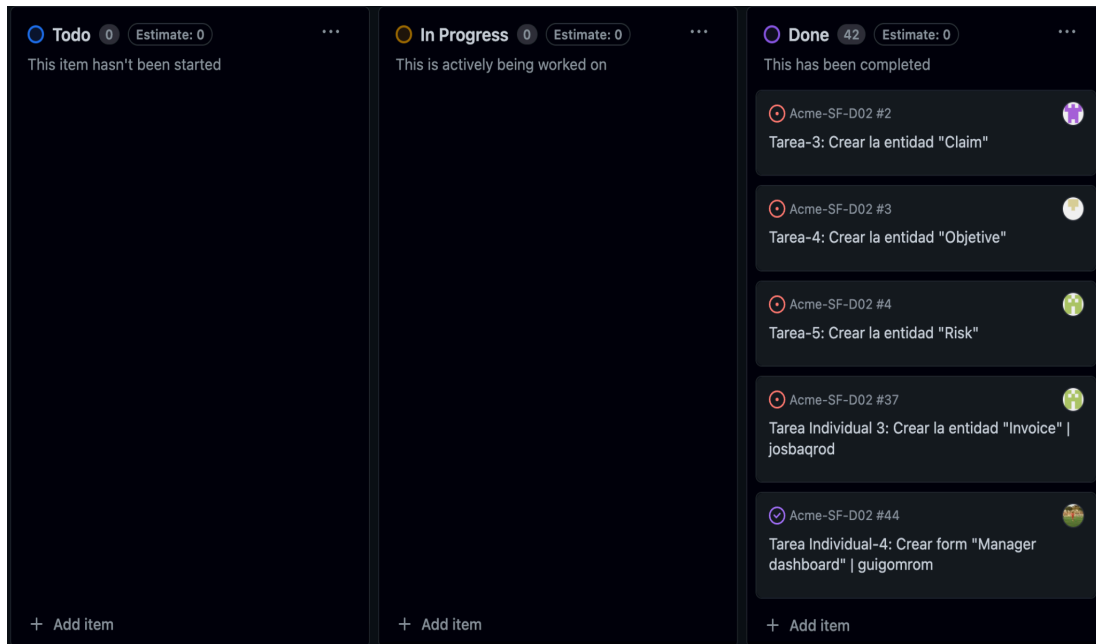 Todo 0 Estimate: 0 ...
This item hasn't been started
+ Add item
In Progress 0 Estimate: 0 ...
This is actively being worked on
+ Add item
Done 42 Estimate: 0 ...
This has been completed
Acme-SF-D02 #2
Tarea-3: Crear la entidad "Claim"
Acme-SF-D02 #3
Tarea-4: Crear la entidad "Objetive"
Acme-SF-D02 #4
Tarea-5: Crear la entidad "Risk"
Acme-SF-D02 #37
Tarea Individual 3: Crear la entidad "Invoice" |
josbaqrod
Acme-SF-D02 #44
Tarea Individual-4: Crear form "Manager
dashboard" | guigomrom
+ Add item